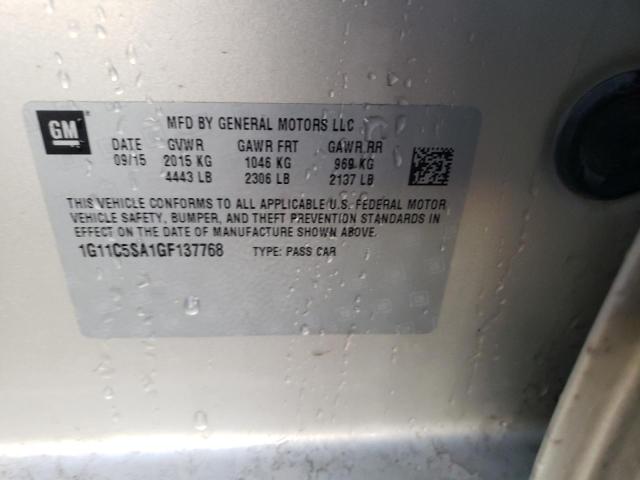 GM
MFD BY GENERAL MOTORS LLC
DATE GVWR GAWR FRT GAWR RR
09/15 2015 KG 1046 KG 969 KG
4443 LB 2306 LB 2137 LB
THIS VEHICLE CONFORMS TO ALL APPLICABLE U.S. FEDERAL MOTOR
VEHICLE SAFETY, BUMPER, AND THEFT PREVENTION STANDARDS IN
EFFECT ON THE DATE OF MANUFACTURE SHOWN ABOVE.
1G11C5SA1GF137768 TYPE: PASS CAR